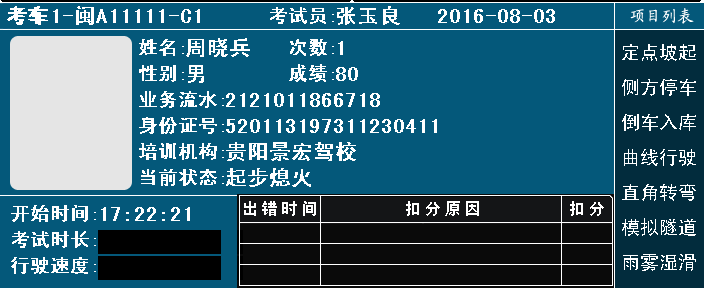 考车1-闽A11111-C1 考试员:张玉良 2016-08-03 项目列表
姓名:周晓兵 次数:1
性别:男 成绩:80
业务流水:2121011866718
身份证号:520113197311230411
培训机构:贵阳景宏驾校
当前状态:起步熄火
开始时间:17:22:21
考试时长:
行驶速度:
出错时间 扣分原因 扣分
定点坡起
侧方停车
倒车入库
曲线行驶
直角转弯
模拟隧道
雨雾湿滑